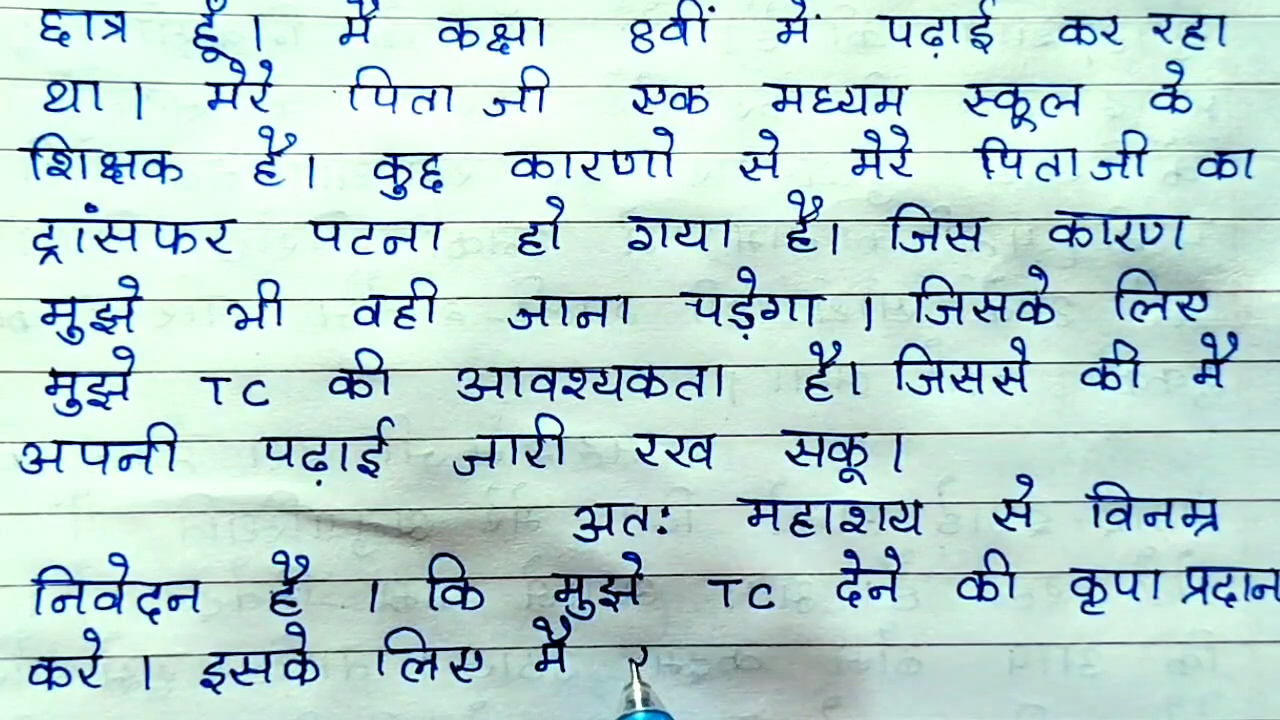 छात्र हूँ। मै कक्षा 8वीं में पढ़ाई कर रहा
था। मेरे पिता जी एक मध्यम स्कूल के
शिक्षक है। कुछ कारणो से मेरे पिता जी का
ट्रांसफर पटना हो गया है। जिस कारण
मुझे भी वही जाना पड़ेगा। जिसके लिए
मुझे TC की आवश्यकता है। जिससे की मै
अपनी पढ़ाई जारी रख सकू।
अतः महाशय से विनम्र
निवेदन है । कि मुझे TC देने की कृपा प्रदान
करे। इसके लिए मै